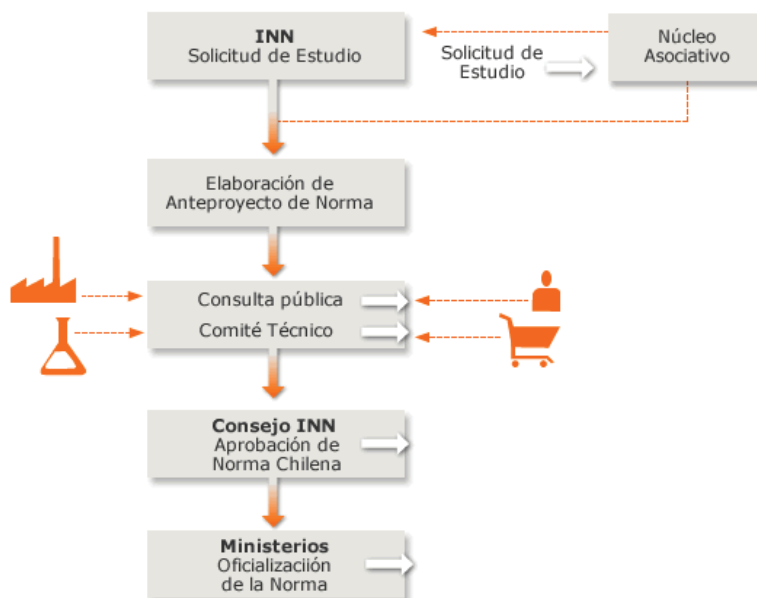 INN
Solicitud de Estudio
Solicitud de
Estudio
Núcleo
Asociativo
Elaboración de
Anteproyecto de Norma
Consulta pública
Comité Técnico
Consejo INN
Aprobación de
Norma Chilena
Ministerios
Oficializaciión
de la Norma